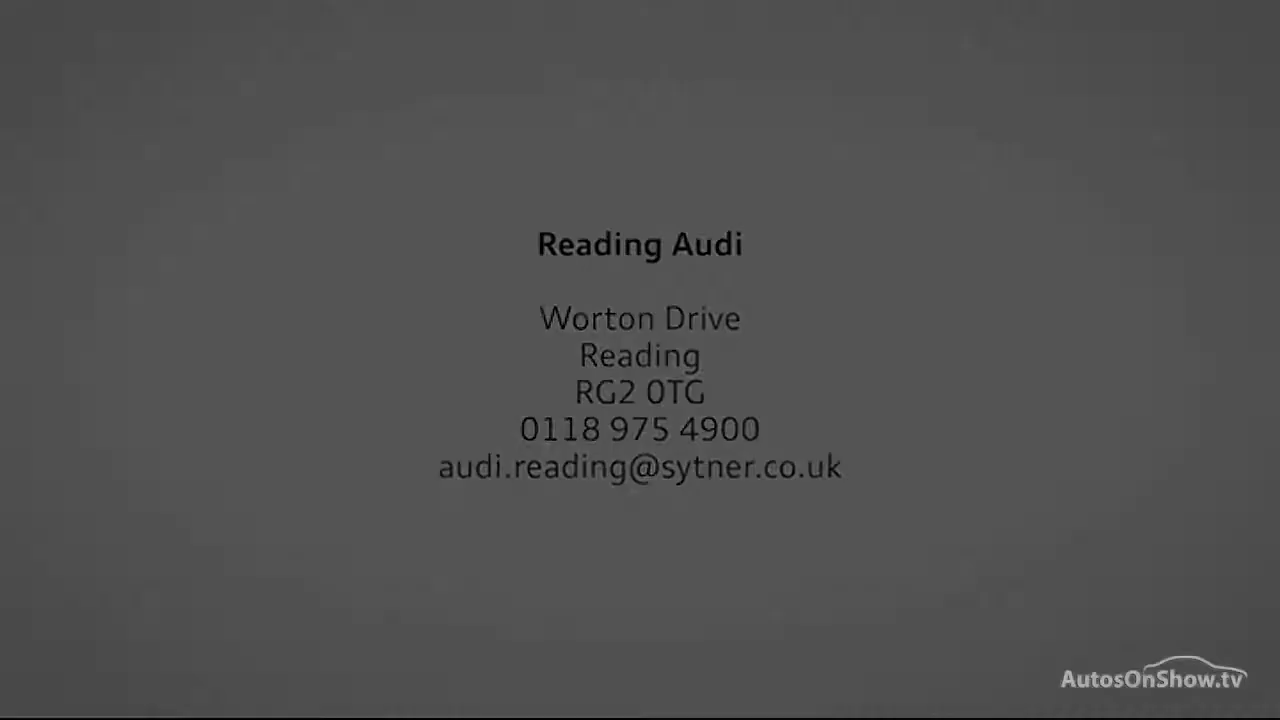 Reading Audi
Worton Drive
Reading
RG2 0TG
0118 975 4900
audi.reading@sytner.co.uk
AutosOnShow.tv